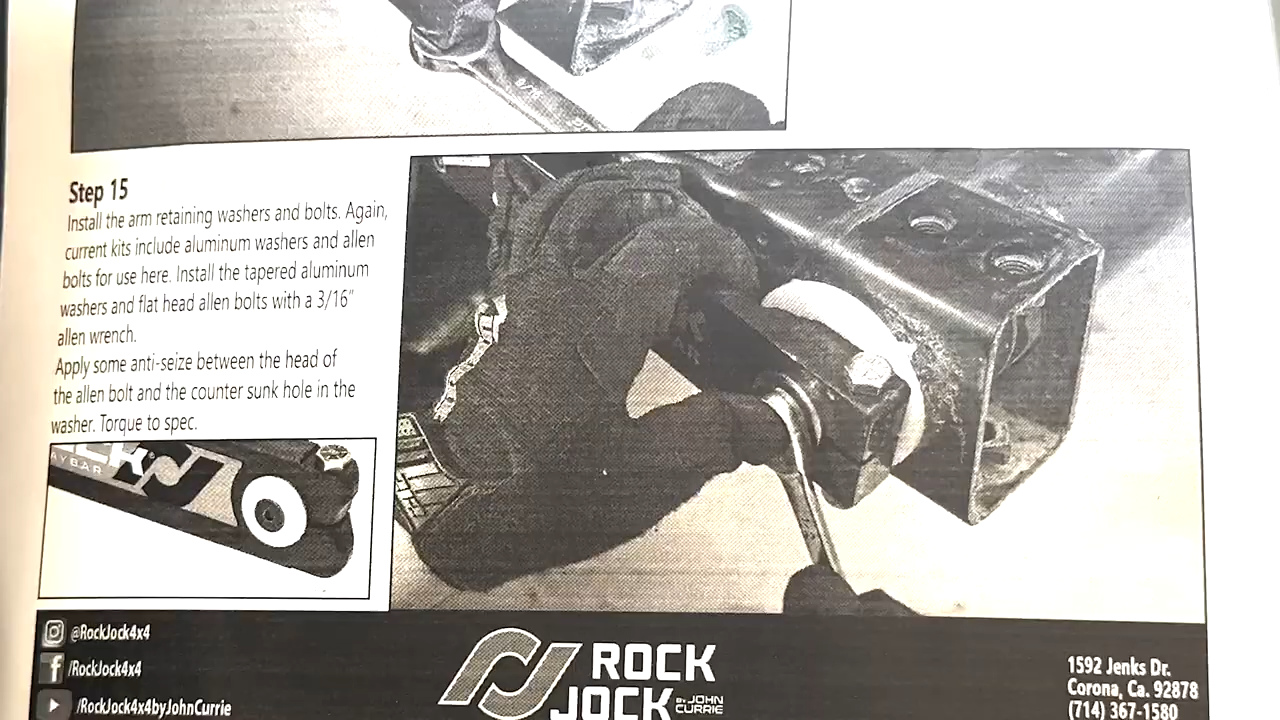 Step 15
Install the arm retaining washers and bolts. Again,
current kits include aluminum washers and allen
bolts for use here. Install the tapered aluminum
washers and flat head allen bolts with a 3/16"
allen wrench.
Apply some anti-seize between the head of
the allen bolt and the counter sunk hole in the
washer. Torque to spec.
@RockJock4x4
/RockJock4x4
/RockJock4x4byJohnCurrie
ROCK
JOCK
BY JOHN
CURRIE
1592 Jenks Dr.
Corona, Ca. 92878
(714) 367-1580